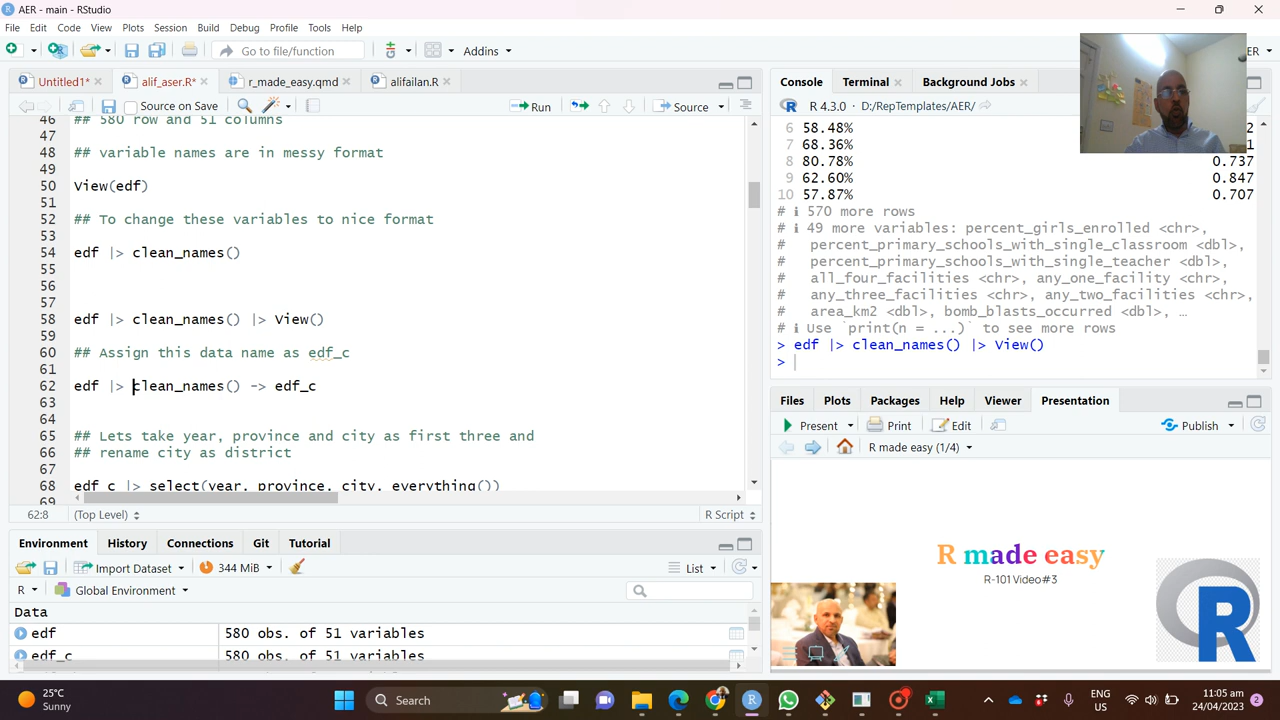 AER - main - RStudio
File Edit Code View Plots Session Build Debug Profile Tools Help
Go to file/function Addins
Untitled1* alif_aser.R* r_made_easy.qmd alifailan.R
Source on Save Run Source
46 ## 580 row and 51 columns
47
48 ## variable names are in messy format
49
50 View(edf)
51
52 ## To change these variables to nice format
53
54 edf |> clean_names()
55
56
57
58 edf |> clean_names() |> View()
59
60 ## Assign this data name as edf_c
61
62 edf |> clean_names() -> edf_c
63
64
65 ## Lets take year, province and city as first three and
66 ## rename city as district
67
68 edf_c |> select(year, province, city, everything())
69
62:8 (Top Level) R Script
Environment History Connections Git Tutorial
Import Dataset 344 MiB List
R Global Environment
Data
edf 580 obs. of 51 variables
edf_c 580 obs. of 51 variables
Console Terminal Background Jobs
R 4.3.0 · D:/RepTemplates/AER/
6 58.48%
7 68.36%
8 80.78% 0.737
9 62.60% 0.847
10 57.87% 0.707
# ℹ 570 more rows
# ℹ 49 more variables: percent_girls_enrolled <chr>,
# percent_primary_schools_with_single_classroom <dbl>,
# percent_primary_schools_with_single_teacher <dbl>,
# all_four_facilities <chr>, any_one_facility <chr>,
# any_three_facilities <chr>, any_two_facilities <chr>,
# area_km2 <dbl>, bomb_blasts_occurred <dbl>, …
# ℹ Use `print(n = ...)` to see more rows
> edf |> clean_names() |> View()
>
Files Plots Packages Help Viewer Presentation
Present Print Edit Publish
R made easy (1/4)
R made easy
R-101 Video#3
R
25°C
Sunny
Search
ENG
US
11:05 am
24/04/2023
2